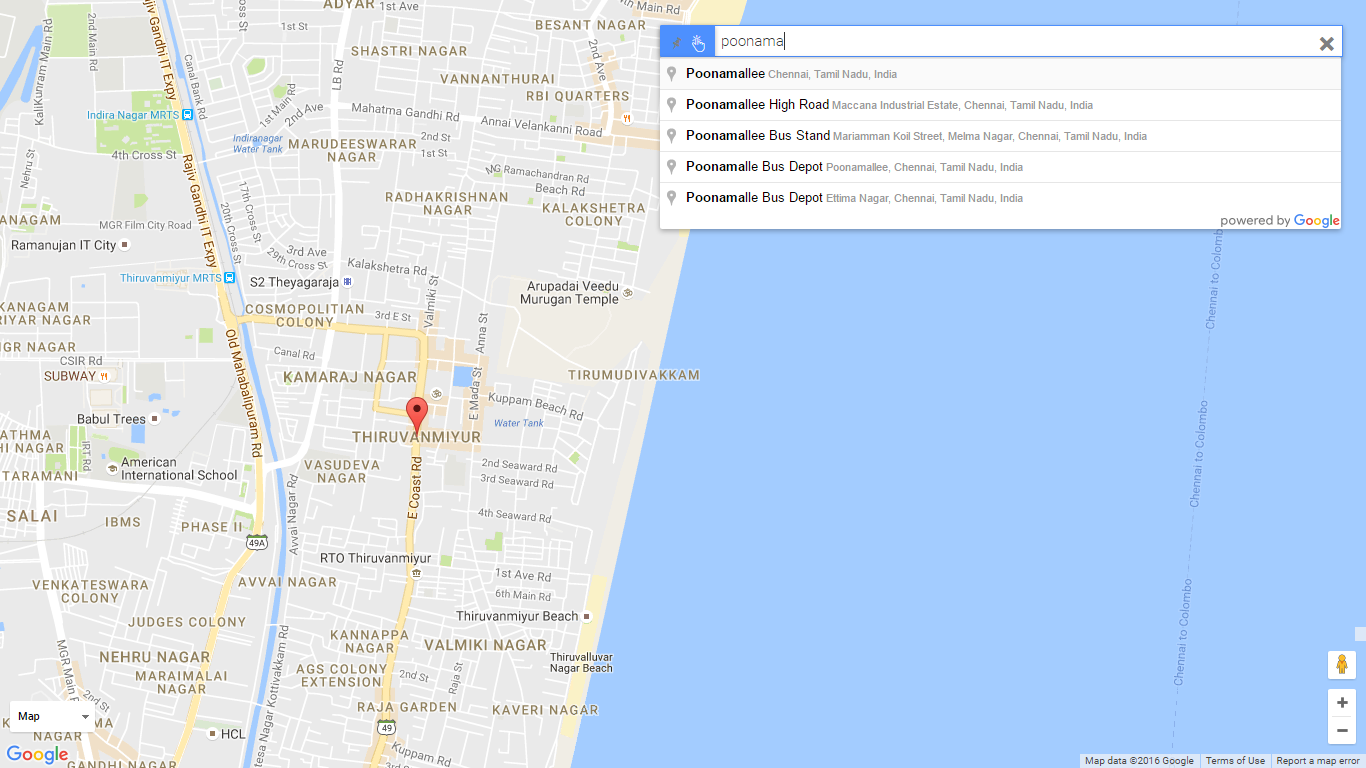 poonama
Poonamallee Chennai, Tamil Nadu, India
Poonamallee High Road Maccana Industrial Estate, Chennai, Tamil Nadu, India
Poonamallee Bus Stand Mariamman Koil Street, Melma Nagar, Chennai, Tamil Nadu, India
Poonamalle Bus Depot Poonamallee, Chennai, Tamil Nadu, India
Poonamalle Bus Depot Ettima Nagar, Chennai, Tamil Nadu, India
powered by Google
ADYAR
1st Ave
4th Main Rd
BESANT NAGAR
1st St
SHASTRI NAGAR
KalKunram Main Rd
Rajiv Gandhi IT Expy
Canal Bank Rd
LB Rd
VANNANTHURAI
2nd Ave
RBI QUARTERS
1st Main Rd
2nd Ave
Mahatma Gandhi Rd
Indira Nagar MRTS
Annai Velankanni Road
Indiranagar
Water Tank
2nd St
1st St
MARUDEESWARAR
NAGAR
4th Cross St
Nehru St
Rajiv Gandhi IT Expy
NG Ramachandran Rd
Beach Rd
17th Cross St
RADHAKRISHNAN
NAGAR
KALAKSHETRA
COLONY
20th Cross St
ANAGAM
MGR Film City Road
Ramanujan IT City
3rd Ave
29th Cross St
Kalakshetra Rd
Thiruvanmiyur MRTS
S2 Theyagaraja
Valmiki St
Arupadai Veedu
Murugan Temple
KANAGAM
RIYAR NAGAR
COSMOPOLITIAN
COLONY
3rd E St
Anna St
Old Mahabalipuram Rd
NGR NAGAR
CSIR Rd
Canal Rd
SUBWAY
KAMARAJ NAGAR
TIRUMUDIVAKKAM
E Mada St
Kuppam Beach Rd
Babul Trees
Water Tank
THIRUVANMIYUR
ATHMA
HI NAGAR
IRT Rd
American
International School
TARAMANI
VASUDEVA
NAGAR
E Coast Rd
2nd Seaward Rd
3rd Seaward Rd
Avvai Nagar Rd
SALAI
IBMS
PHASE II
4th Seaward Rd
49A
RTO Thiruvanmiyur
VENKATESWARA
COLONY
AVVAI NAGAR
1st Ave Rd
6th Main Rd
JUDGES COLONY
Thiruvanmiyur Beach
KANNAPPA
NAGAR
VALMIKI NAGAR
NEHRU NAGAR
Thiruvalluvar
Nagar Beach
MGR Main Rd
MARAIMALAI
NAGAR
AGS COLONY
EXTENSION
2nd St
Raja St
2nd St
RAJA GARDEN
KAVERI NAGAR
tesa Nagar Kottivakkam Rd
Map
MA
NAGAR
HCL
49
Kuppam Rd
Google
GANDHI NAGAR
Chennai to Colombo
Chennai to Colombo
Chennai to Colombo
Map data ©2016 Google
Terms of Use
Report a map error